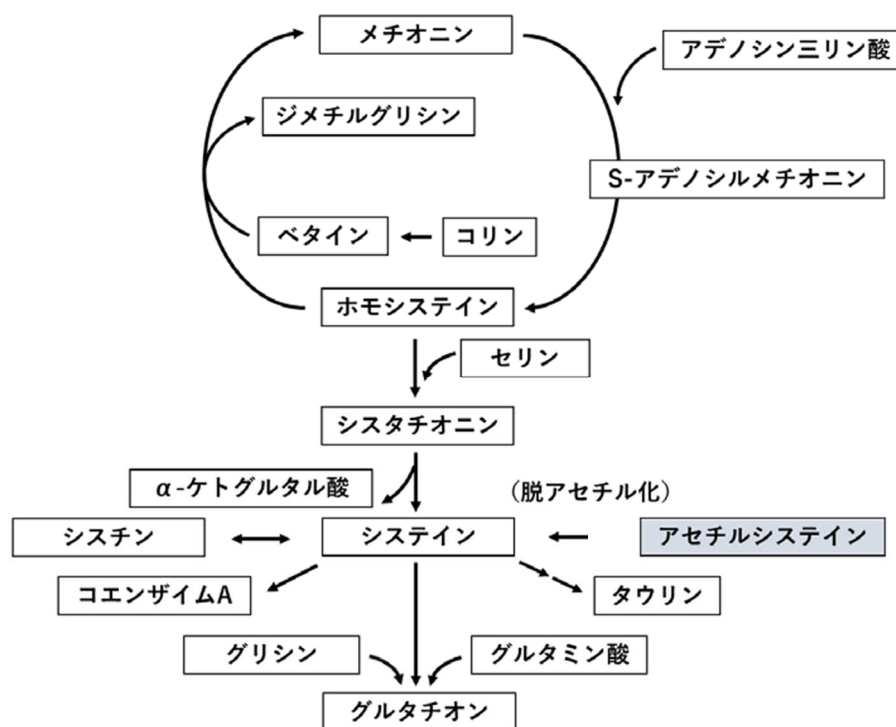 メチオニン
アデノシン三リン酸
ジメチルグリシン
S-アデノシルメチオニン
ベタイン
コリン
ホモシステイン
セリン
シスタチオニン
α-ケトグルタル酸
（脱アセチル化）
シスチン
システイン
アセチルシステイン
コエンザイムA
タウリン
グリシン
グルタミン酸
グルタチオン